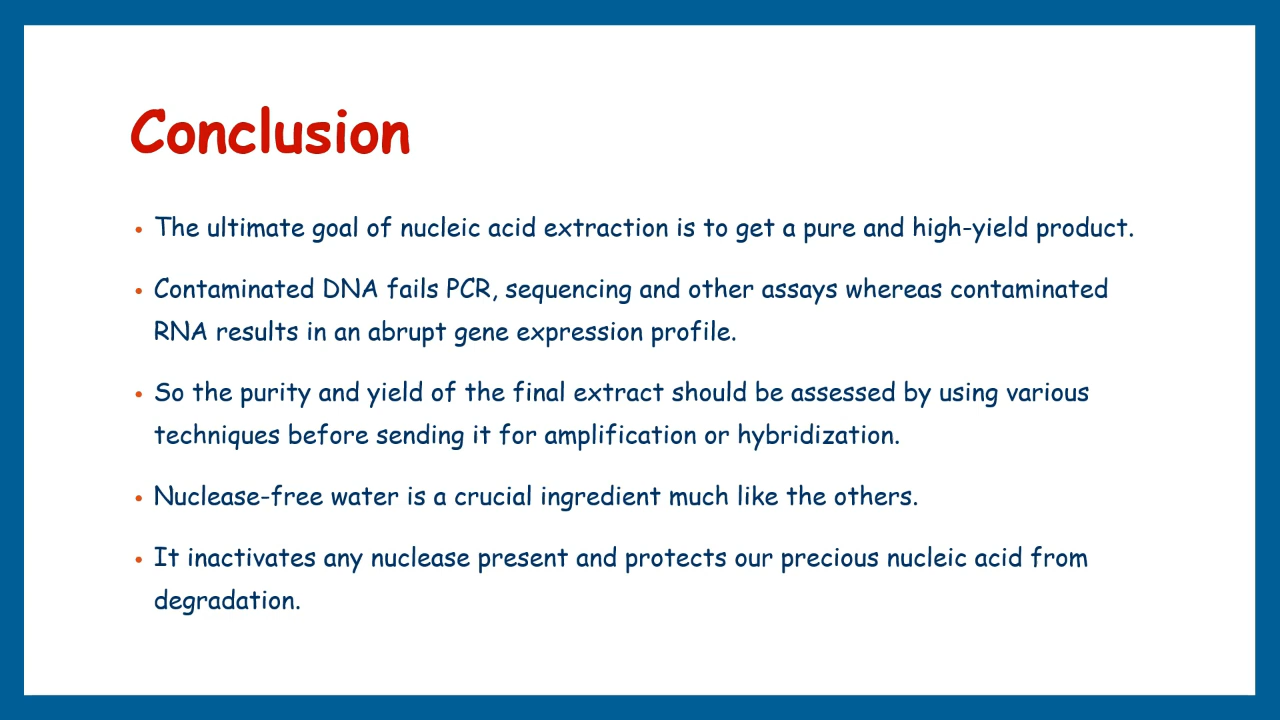 Conclusion
• The ultimate goal of nucleic acid extraction is to get a pure and high-yield product.
• Contaminated DNA fails PCR, sequencing and other assays whereas contaminated
RNA results in an abrupt gene expression profile.
• So the purity and yield of the final extract should be assessed by using various
techniques before sending it for amplification or hybridization.
• Nuclease-free water is a crucial ingredient much like the others.
• It inactivates any nuclease present and protects our precious nucleic acid from
degradation.